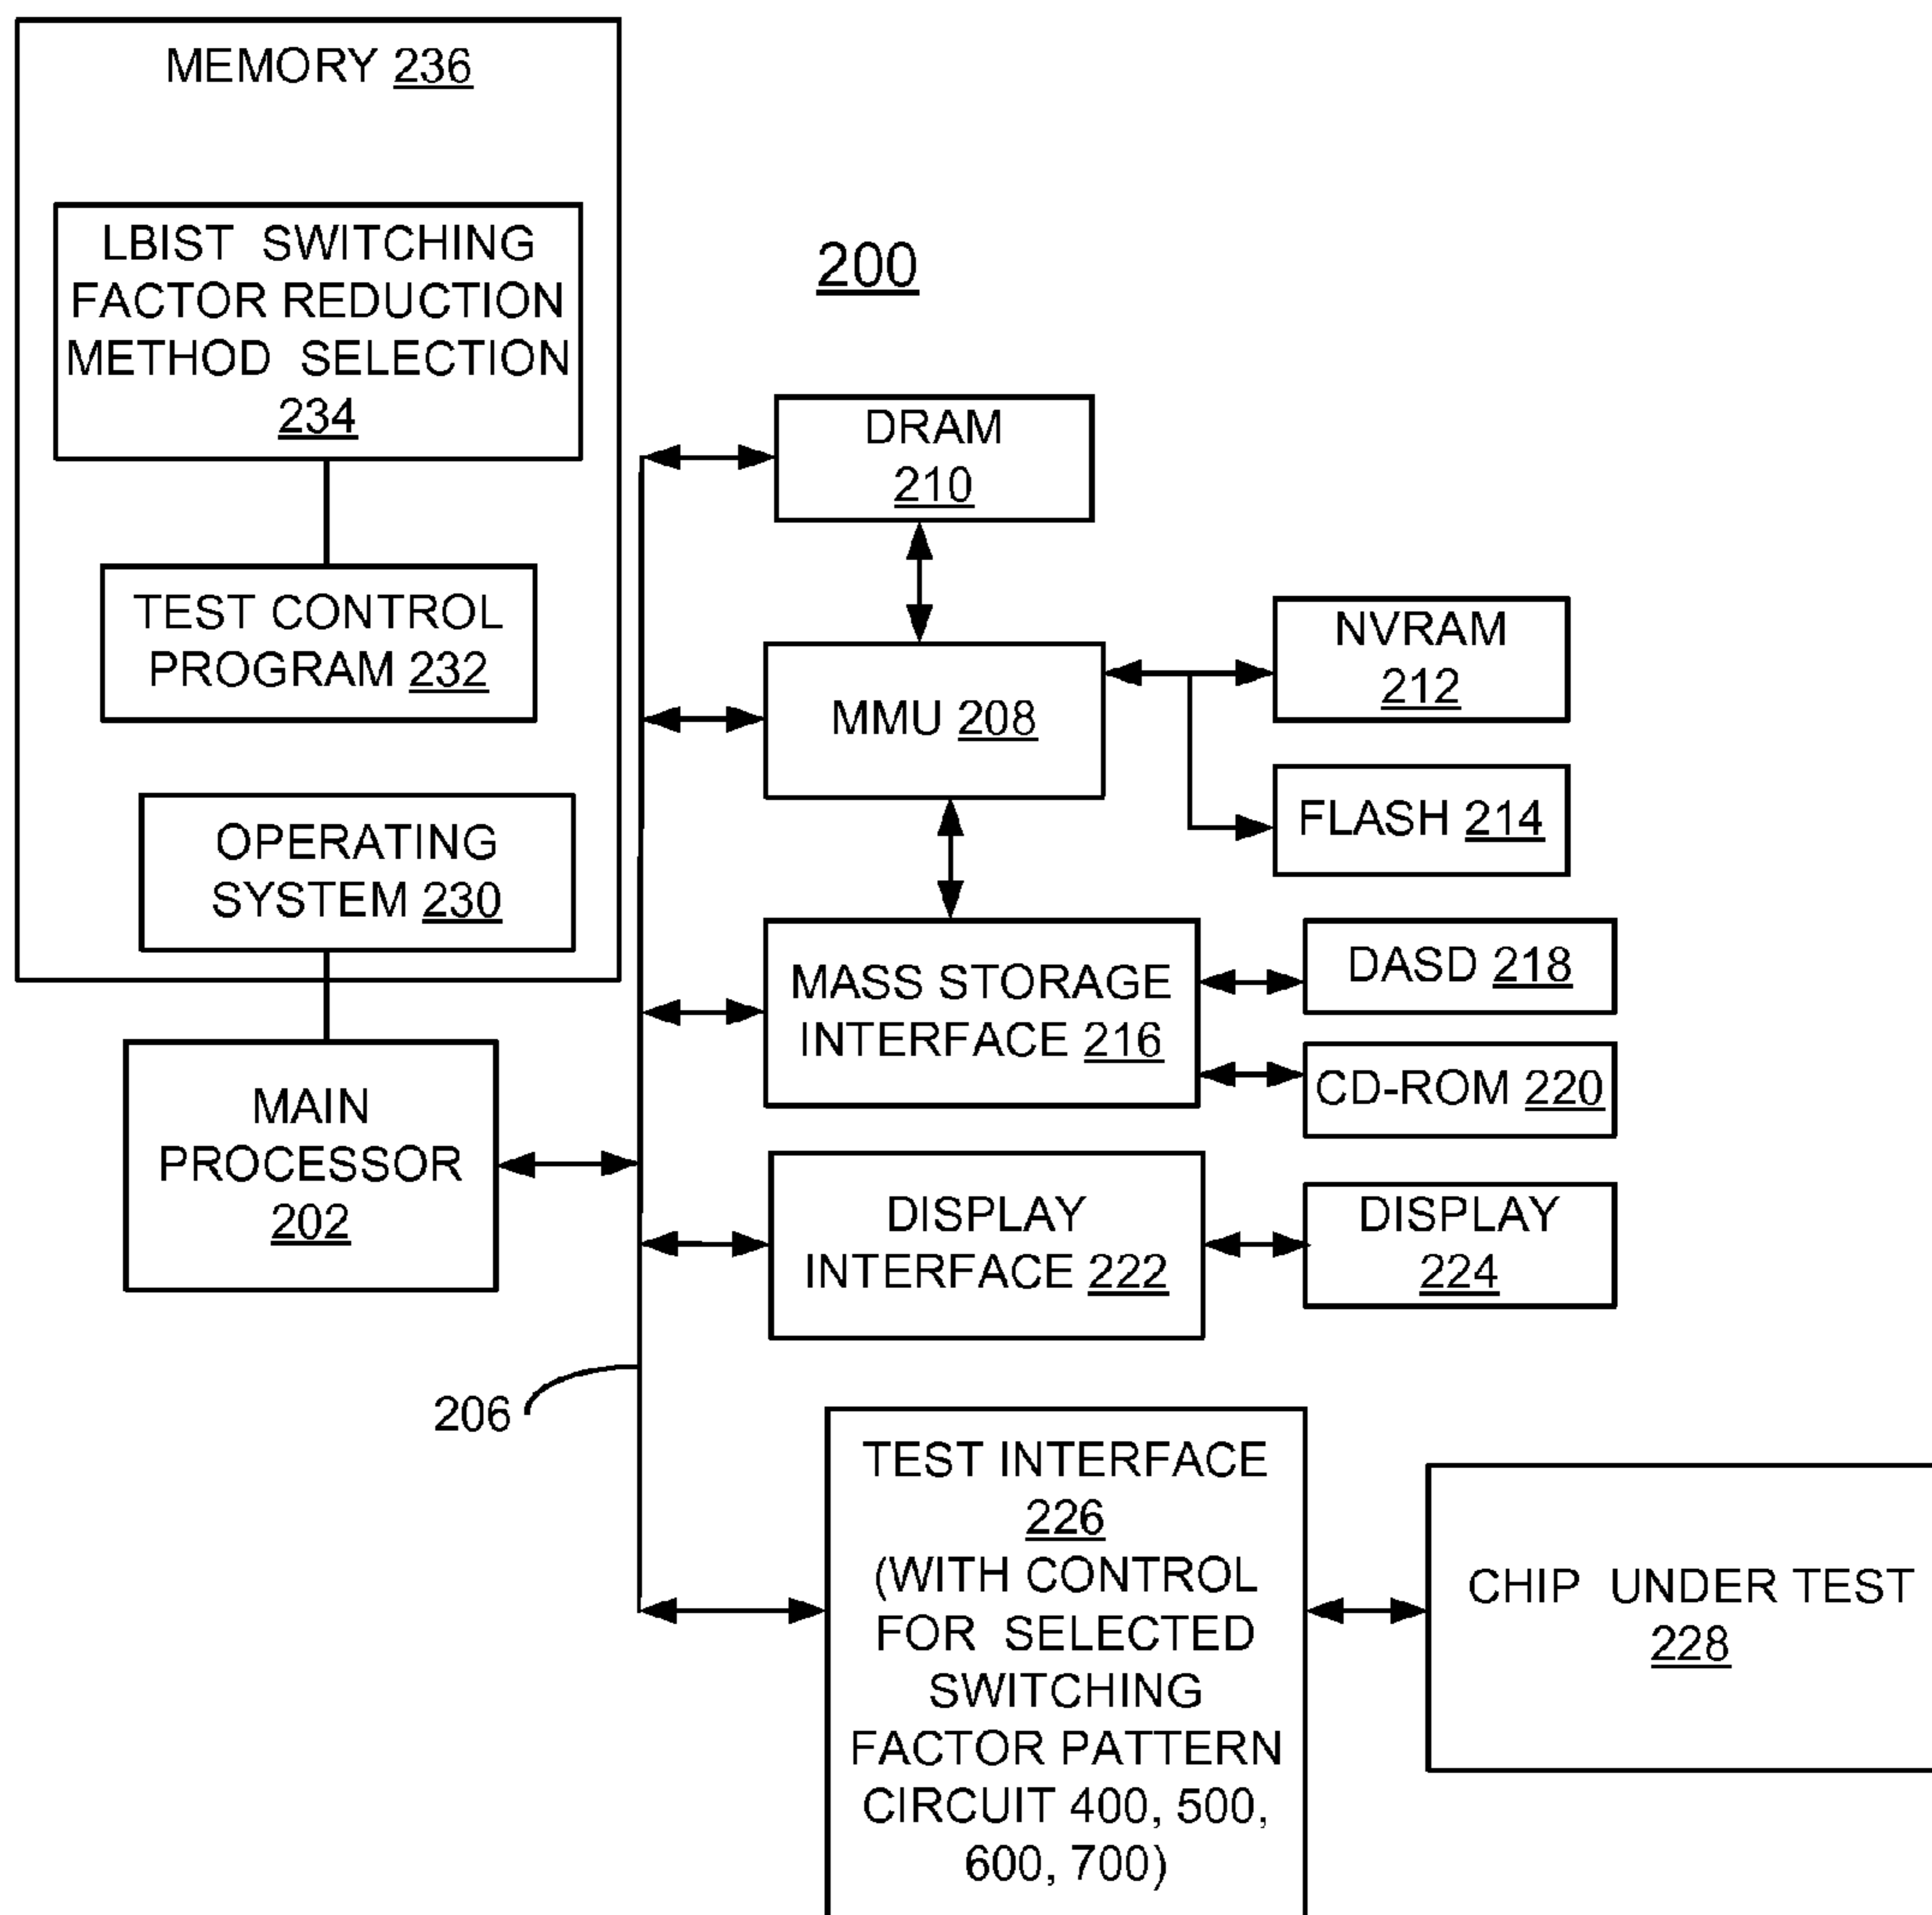 MEMORY 236
LBIST SWITCHING
FACTOR REDUCTION
METHOD SELECTION
234
TEST CONTROL
PROGRAM 232
OPERATING
SYSTEM 230
MAIN
PROCESSOR
202
200
DRAM
210
MMU 208
NVRAM
212
FLASH 214
MASS STORAGE
INTERFACE 216
DASD 218
CD-ROM 220
DISPLAY
INTERFACE 222
DISPLAY
224
206
TEST INTERFACE
226
(WITH CONTROL
FOR SELECTED
SWITCHING
FACTOR PATTERN
CIRCUIT 400, 500,
600, 700)
CHIP UNDER TEST
228